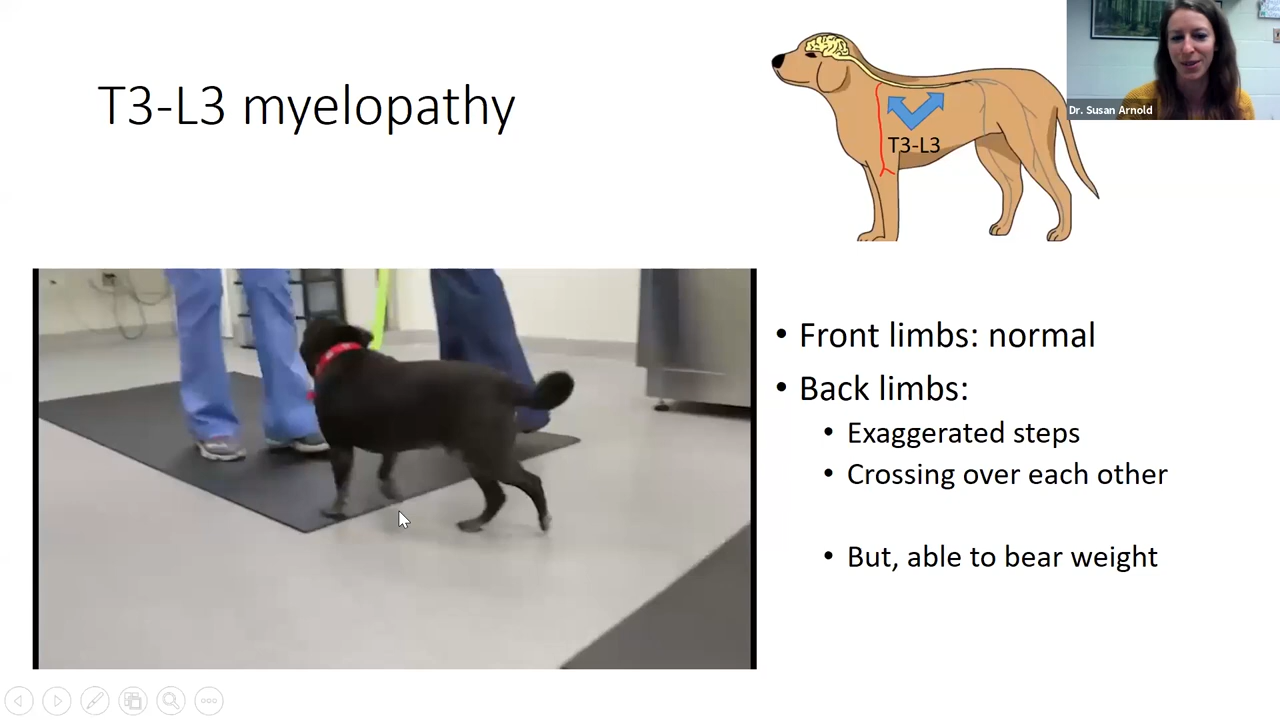 T3-L3 myelopathy
T3-L3
Dr. Susan Arnold
• Front limbs: normal
• Back limbs:
• Exaggerated steps
• Crossing over each other
• But, able to bear weight